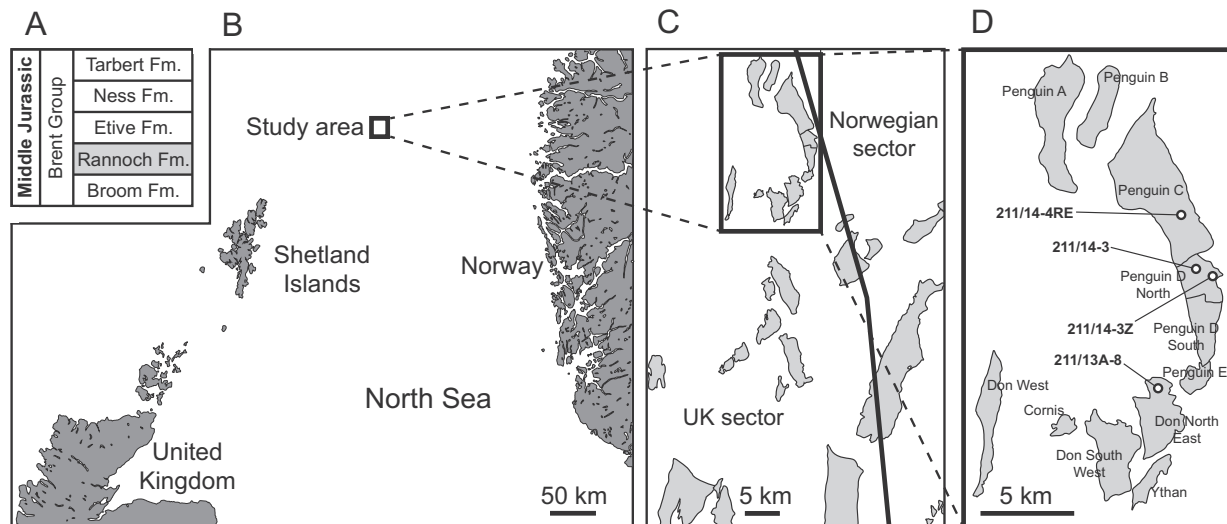 A
B
C
D
Middle Jurassic
Brent Group
Tarbert Fm.
Ness Fm.
Etive Fm.
Rannoch Fm.
Broom Fm.
Study area
Shetland
Islands
Norway
North Sea
United
Kingdom
50 km
Norwegian
sector
UK sector
5 km
Penguin A
Penguin B
Penguin C
211/14-4RE
211/14-3
Penguin D
North
211/14-3Z
Penguin D
South
211/13A-8
Penguin E
Don West
Cornis
Don North
East
Don South
West
Ythan
5 km